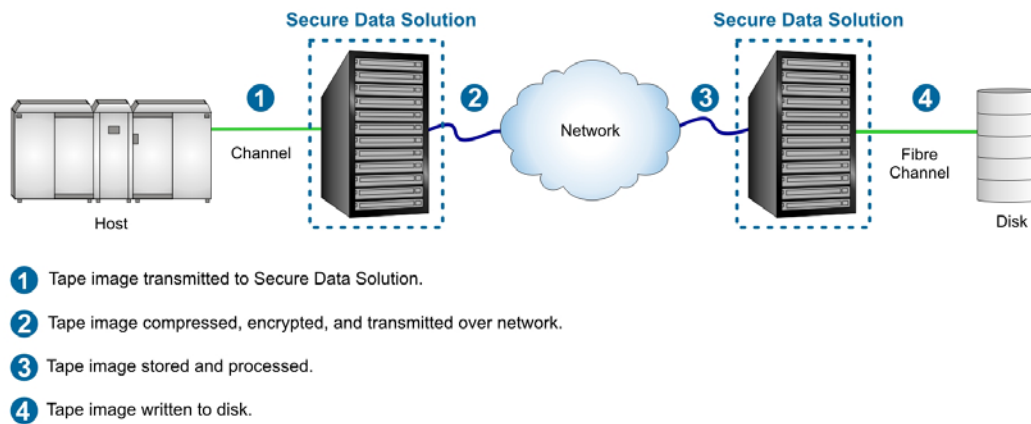 Secure Data Solution
Secure Data Solution
1
2
3
4
Channel
Network
Fibre
Channel
Host
Disk
1 Tape image transmitted to Secure Data Solution.
2 Tape image compressed, encrypted, and transmitted over network.
3 Tape image stored and processed.
4 Tape image written to disk.